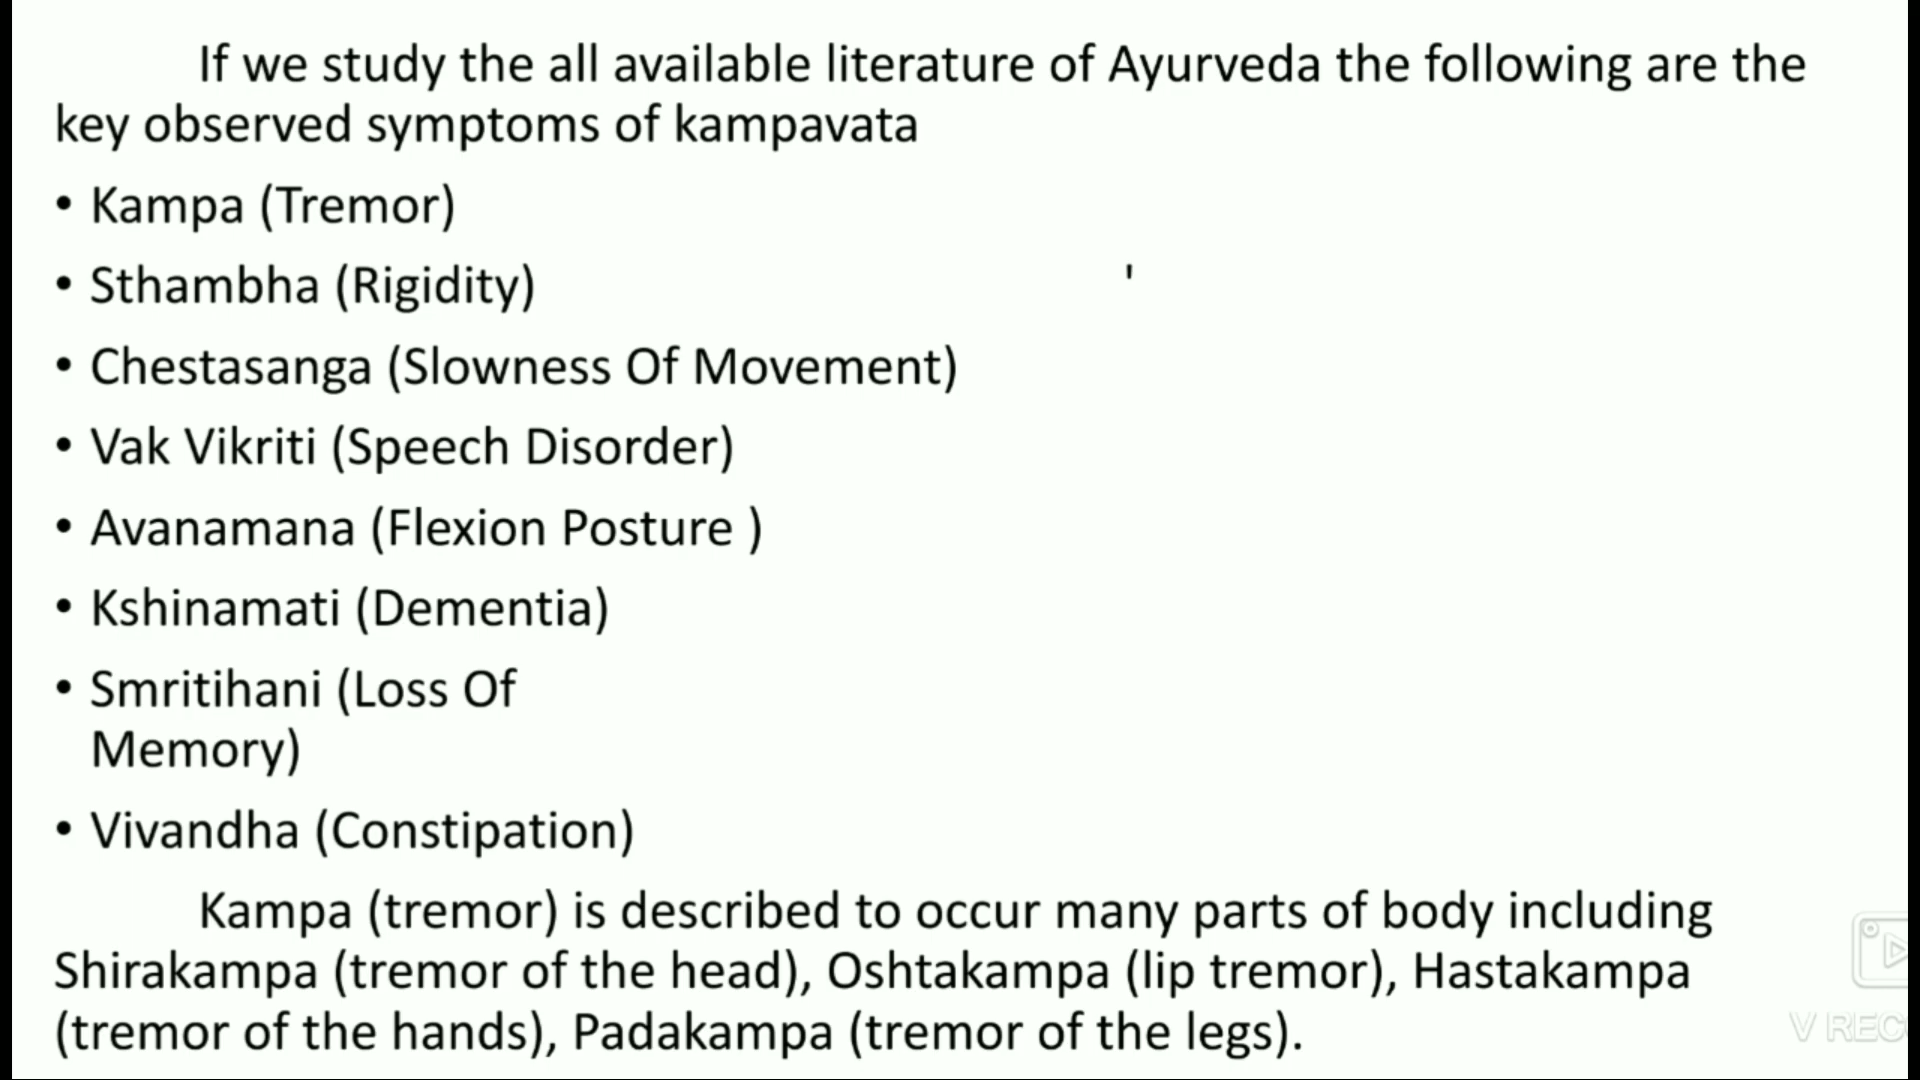 If we study the all available literature of Ayurveda the following are the
key observed symptoms of kampavata
• Kampa (Tremor)
• Sthambha (Rigidity)
• Chestasanga (Slowness Of Movement)
• Vak Vikriti (Speech Disorder)
• Avanamana (Flexion Posture )
• Kshinamati (Dementia)
• Smritihani (Loss Of
Memory)
• Vivandha (Constipation)
Kampa (tremor) is described to occur many parts of body including
Shirakampa (tremor of the head), Oshtakampa (lip tremor), Hastakampa
(tremor of the hands), Padakampa (tremor of the legs).
V REC